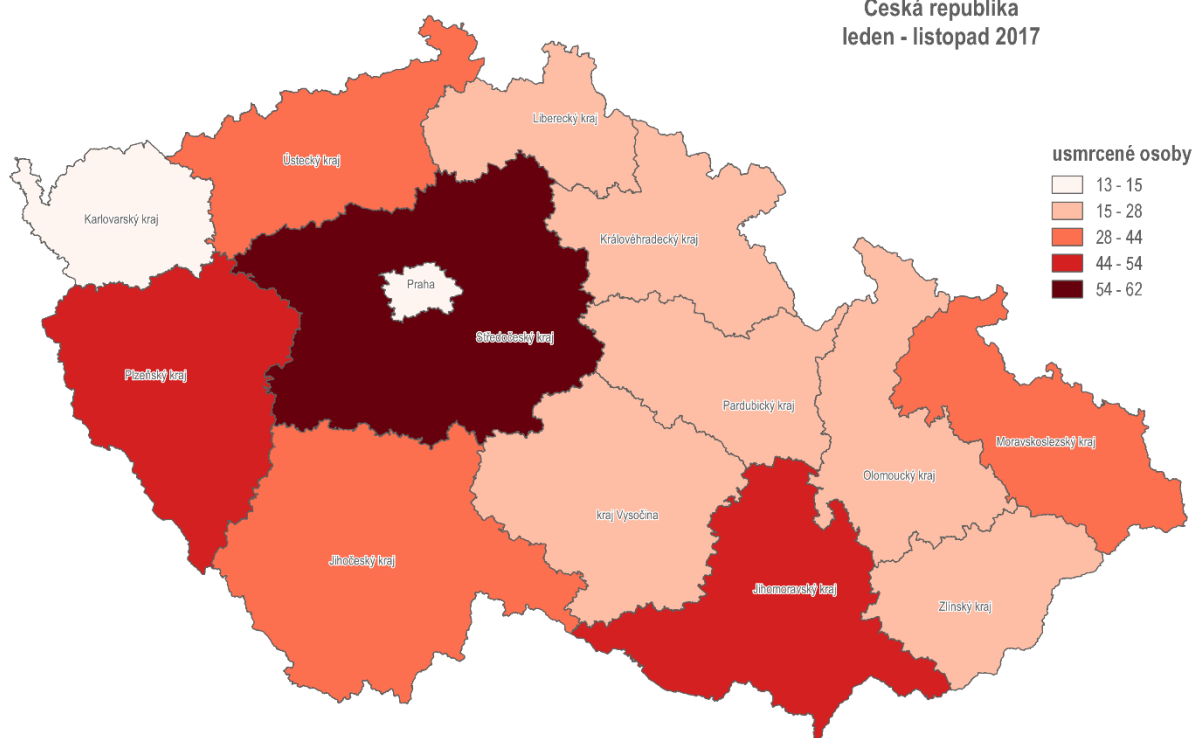 Česká republika
leden - listopad 2017
usmrcené osoby
13 - 15
15 - 28
28 - 44
44 - 54
54 - 62
Liberecký kraj
Ústecký kraj
Karlovarský kraj
Královéhradecký kraj
Praha
Středočeský kraj
Plzeňský kraj
Pardubický kraj
Moravskoslezský kraj
Olomoucký kraj
kraj Vysočina
Jihočeský kraj
Jihomoravský kraj
Zlínský kraj